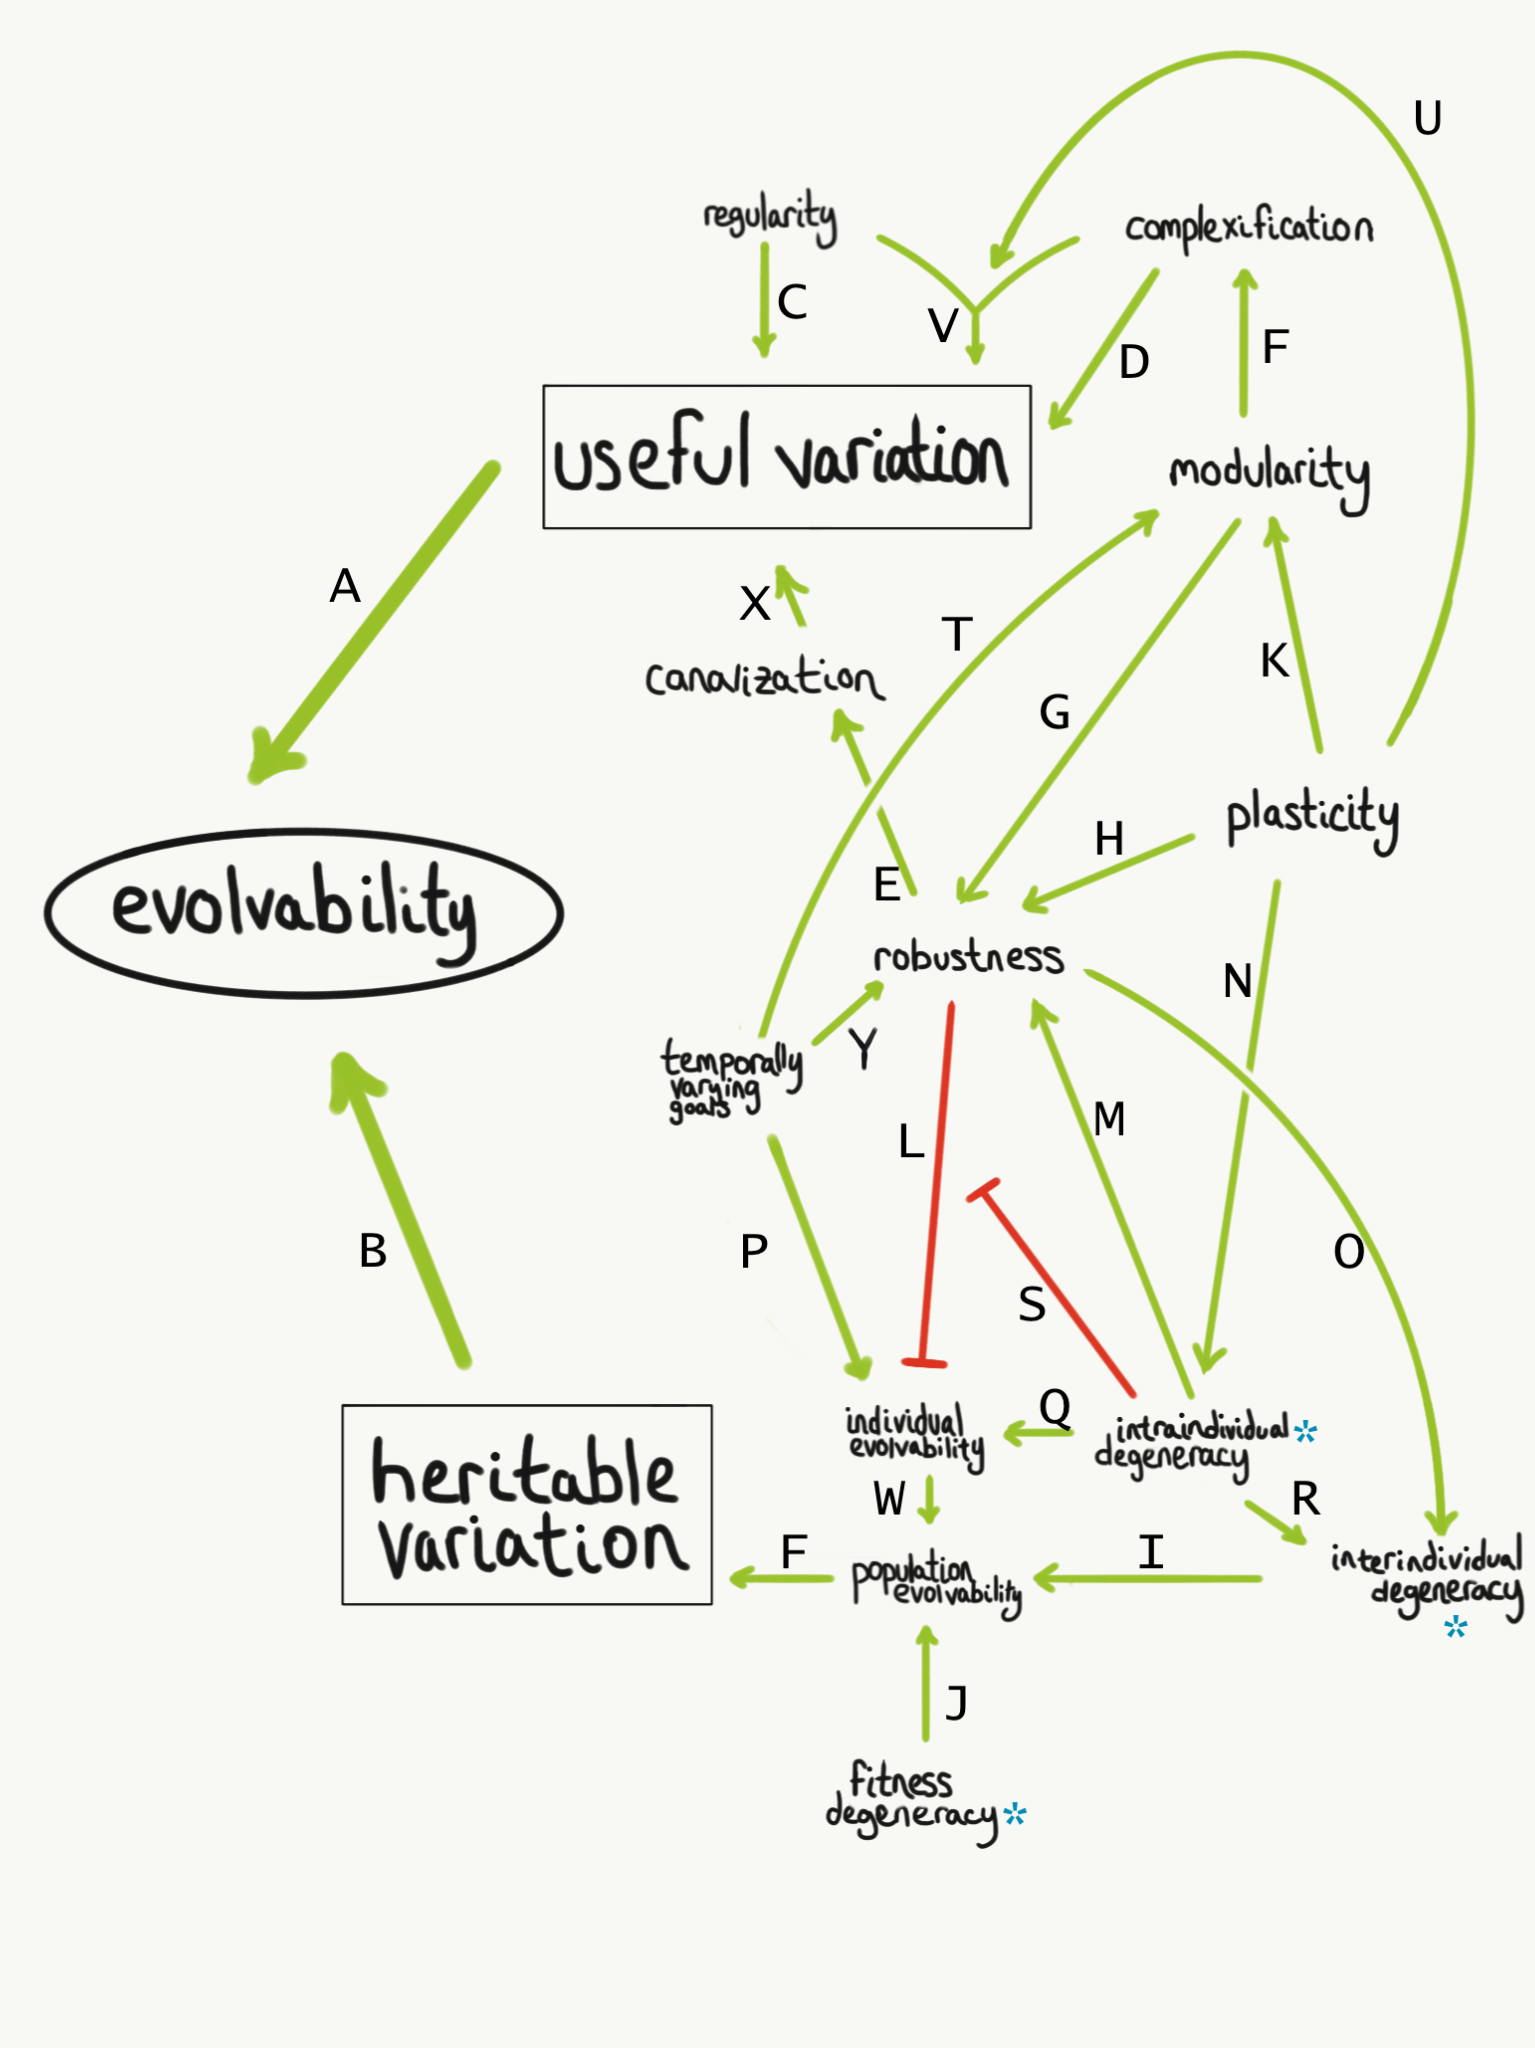 U
regularity
complexification
C
V
D
F
useful variation
modularity
A
X
T
K
canalization
G
plasticity
H
E
evolvability
robustness
N
Y
temporally
varying
goals
M
L
P
B
O
S
Q
individual
evolvability
intraindividual*
degeneracy
heritable
variation
W
R
F
I
population
evolvability
interindividual
degeneracy
*
J
fitness
degeneracy*